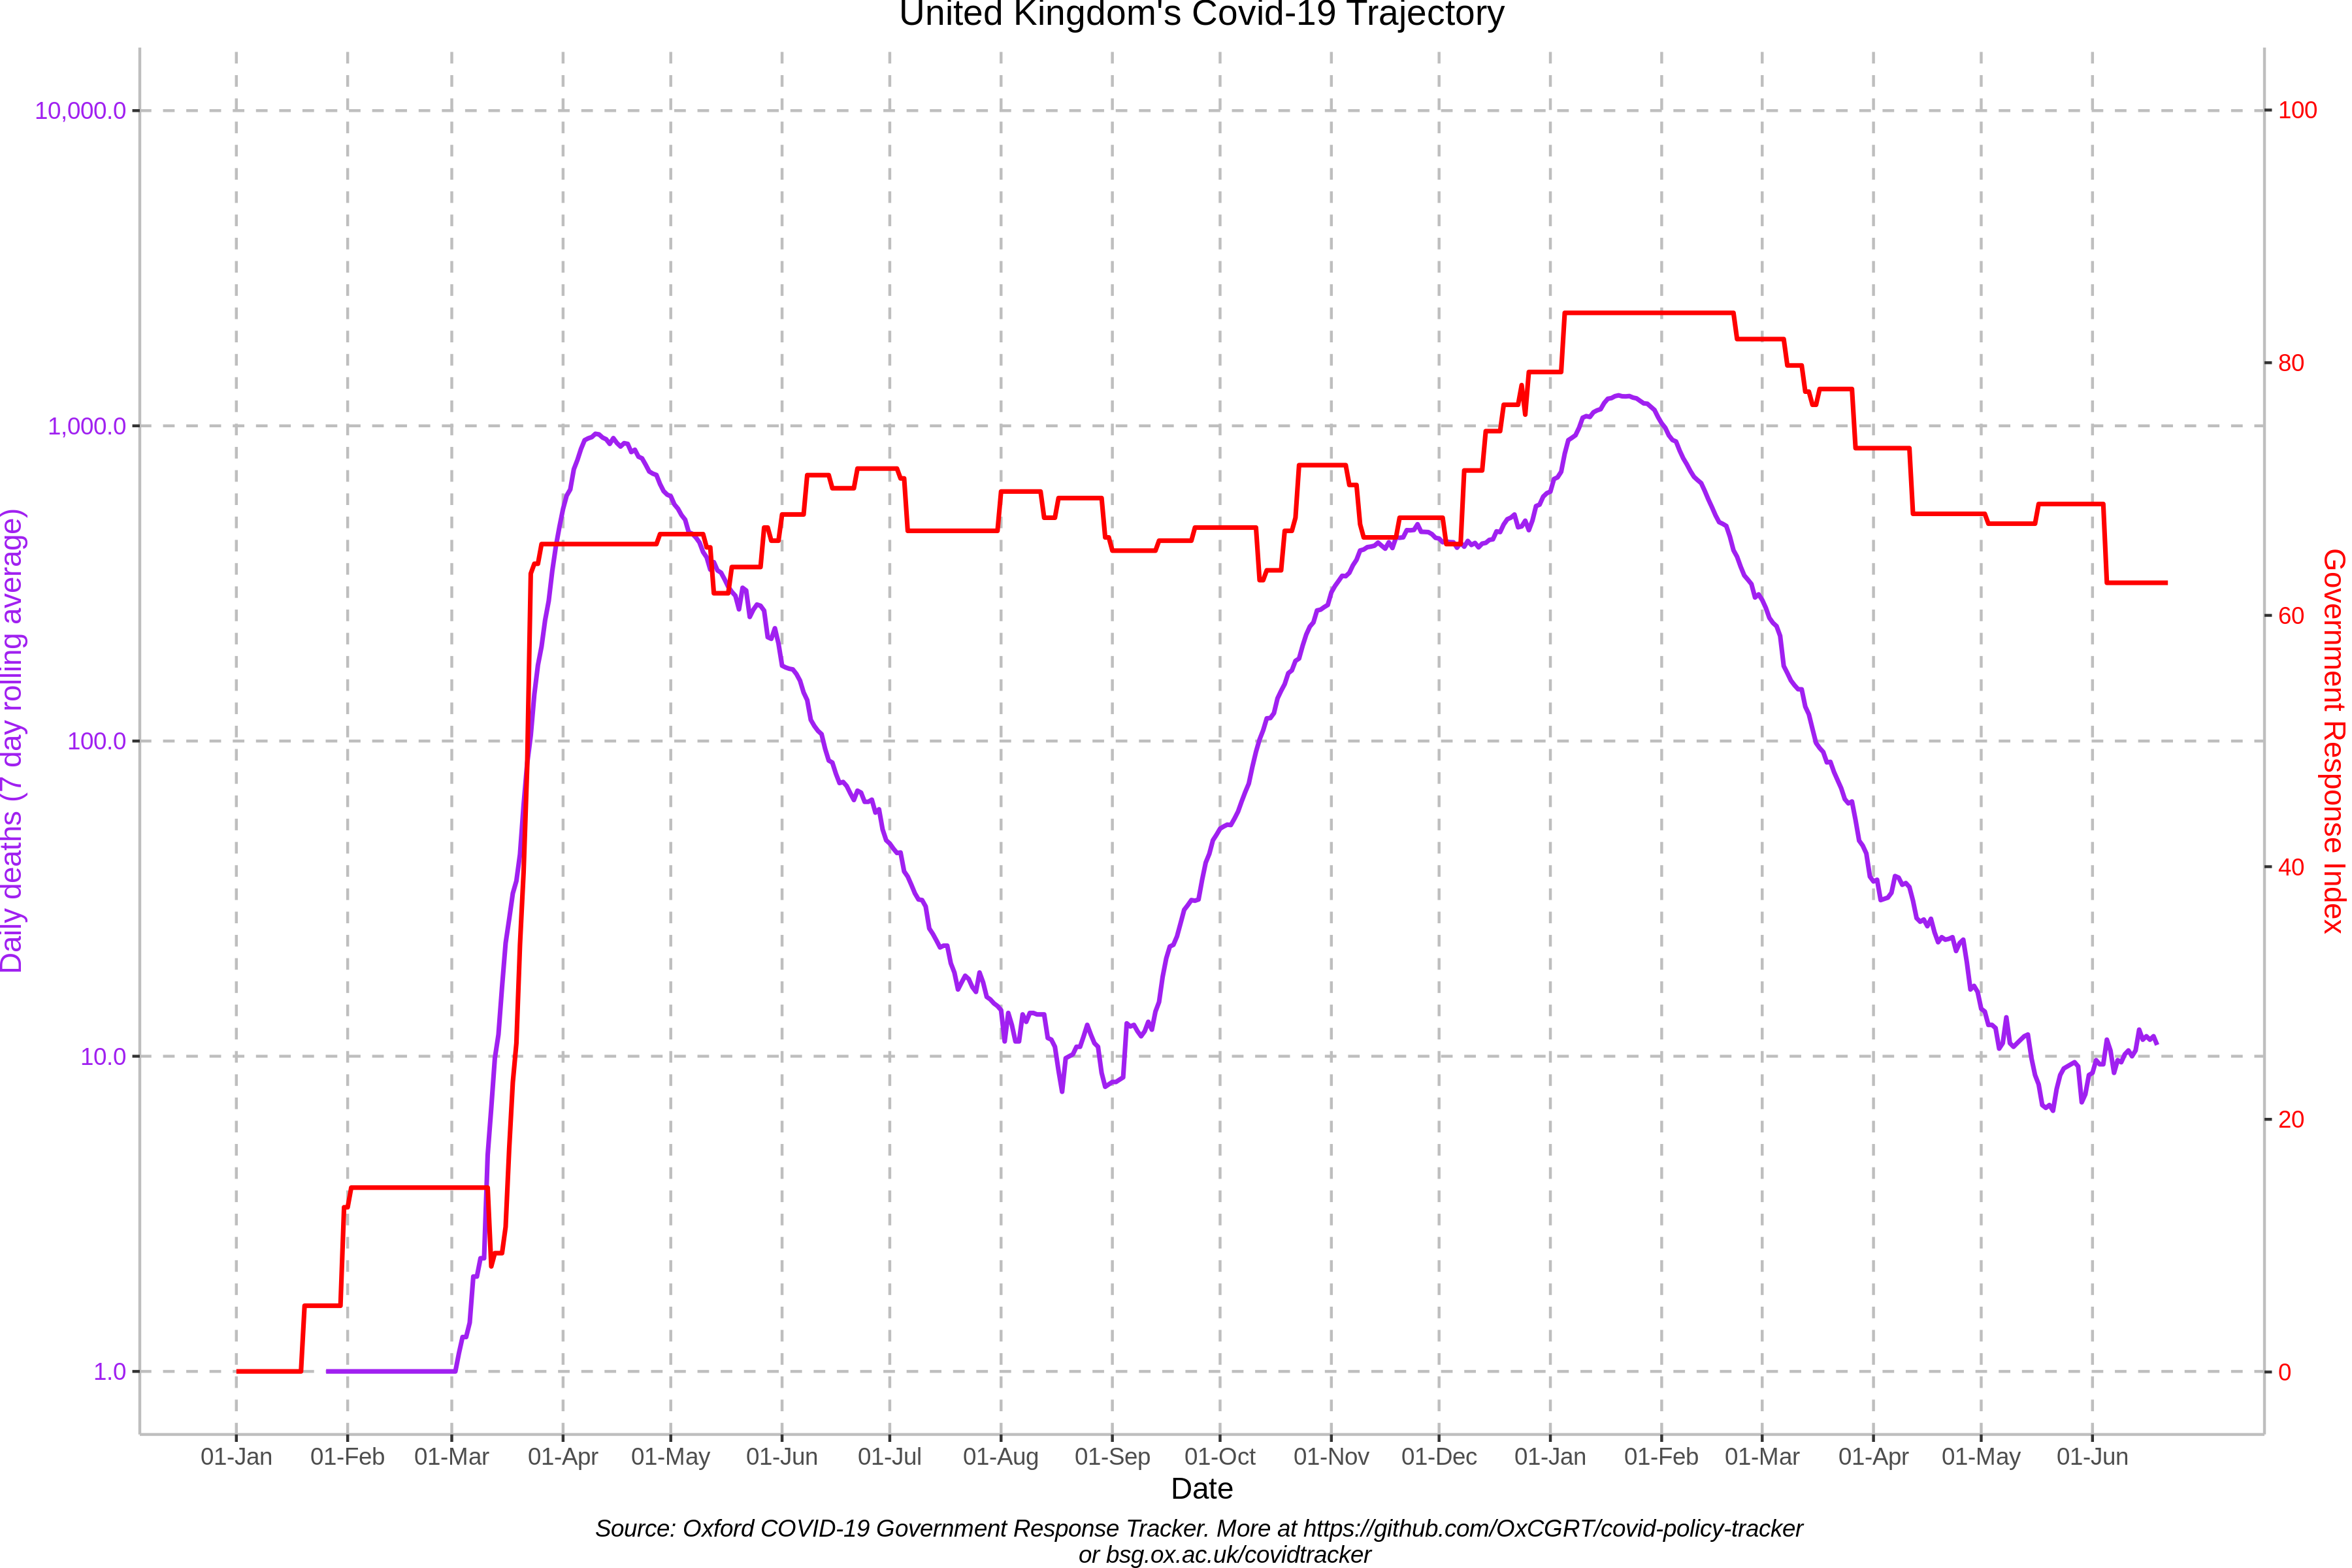 United Kingdom's Covid-19 Trajectory
10,000.0
1,000.0
100.0
10.0
1.0
Daily deaths (7 day rolling average)
100
80
60
40
20
0
Government Response Index
01-Jan 01-Feb 01-Mar 01-Apr 01-May 01-Jun 01-Jul 01-Aug 01-Sep 01-Oct 01-Nov 01-Dec 01-Jan 01-Feb 01-Mar 01-Apr 01-May 01-Jun
Date
Source: Oxford COVID-19 Government Response Tracker. More at https://github.com/OxCGRT/covid-policy-tracker
or bsg.ox.ac.uk/covidtracker